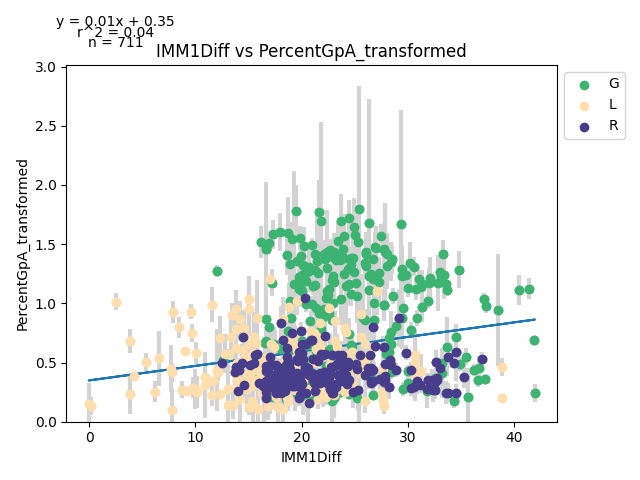 y = 0.01x + 0.35
r^2 = 0.04
n = 711
IMM1Diff vs PercentGpA_transformed
3.0
2.5
2.0
1.5
1.0
0.5
0.0
PercentGpA_transformed
0 10 20 30 40
IMM1Diff
G
L
R